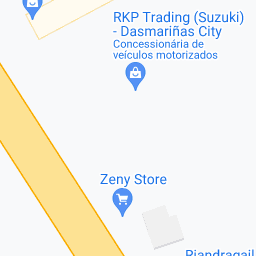 RKP Trading (Suzuki)
- Dasmariñas City
Concessionária de
veículos motorizados
Zeny Store